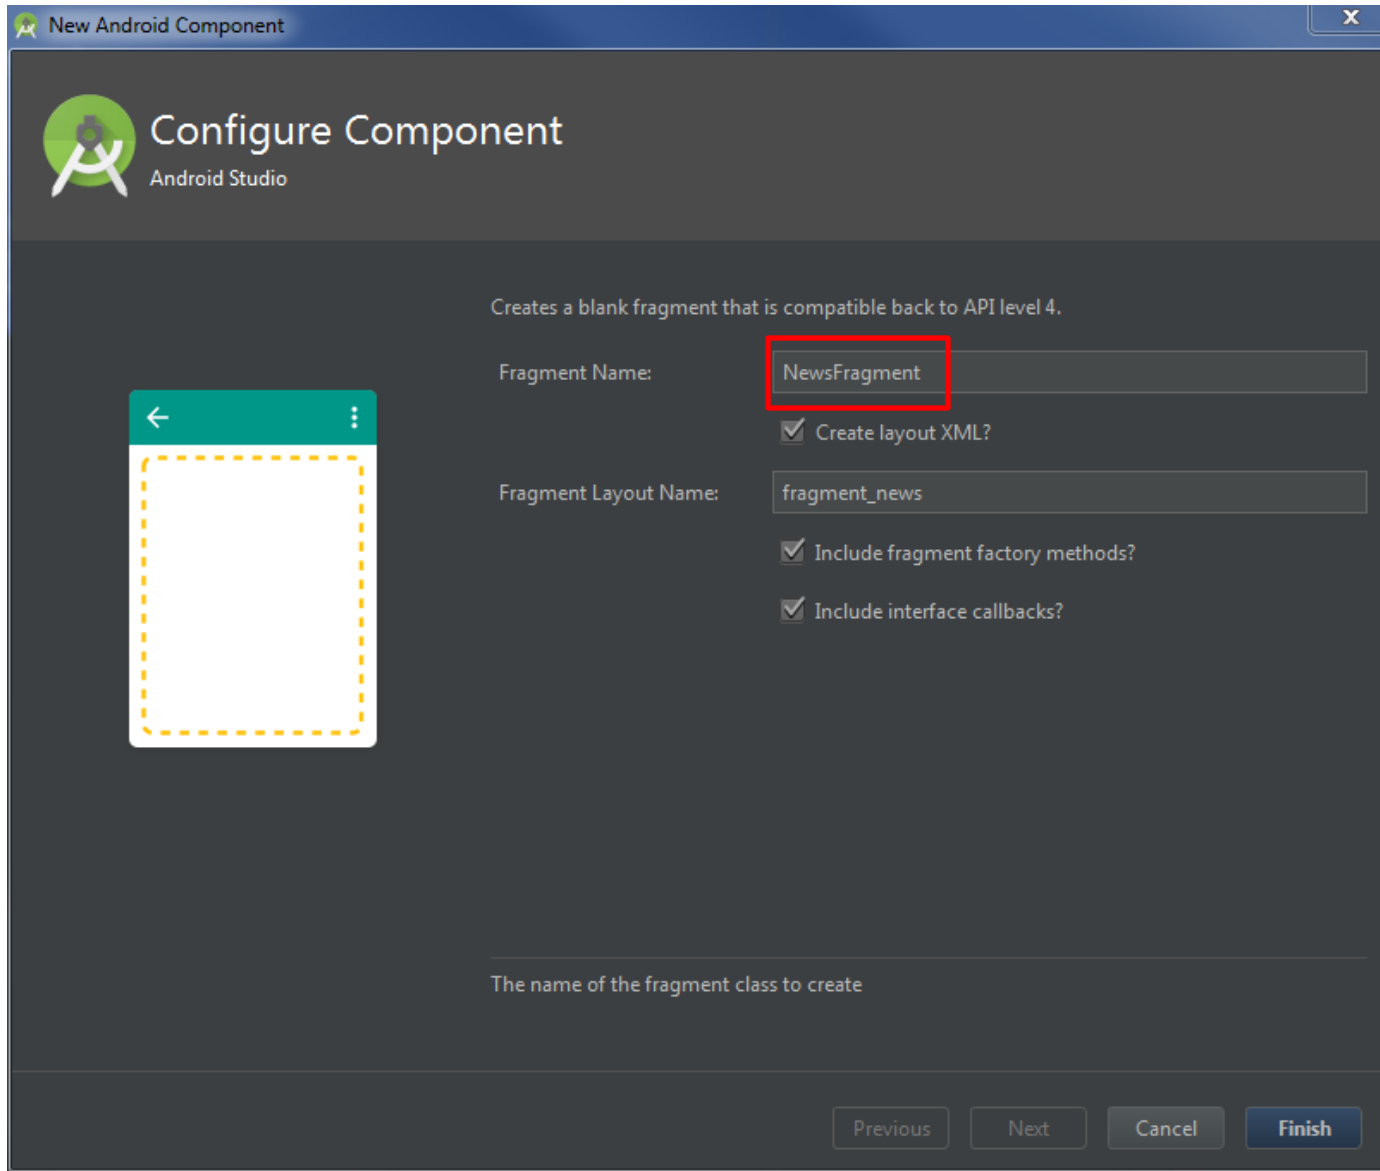 New Android Component
Configure Component
Android Studio
Creates a blank fragment that is compatible back to API level 4.
Fragment Name: NewsFragment
Create layout XML?
Fragment Layout Name: fragment_news
Include fragment factory methods?
Include interface callbacks?
The name of the fragment class to create
Previous Next Cancel Finish